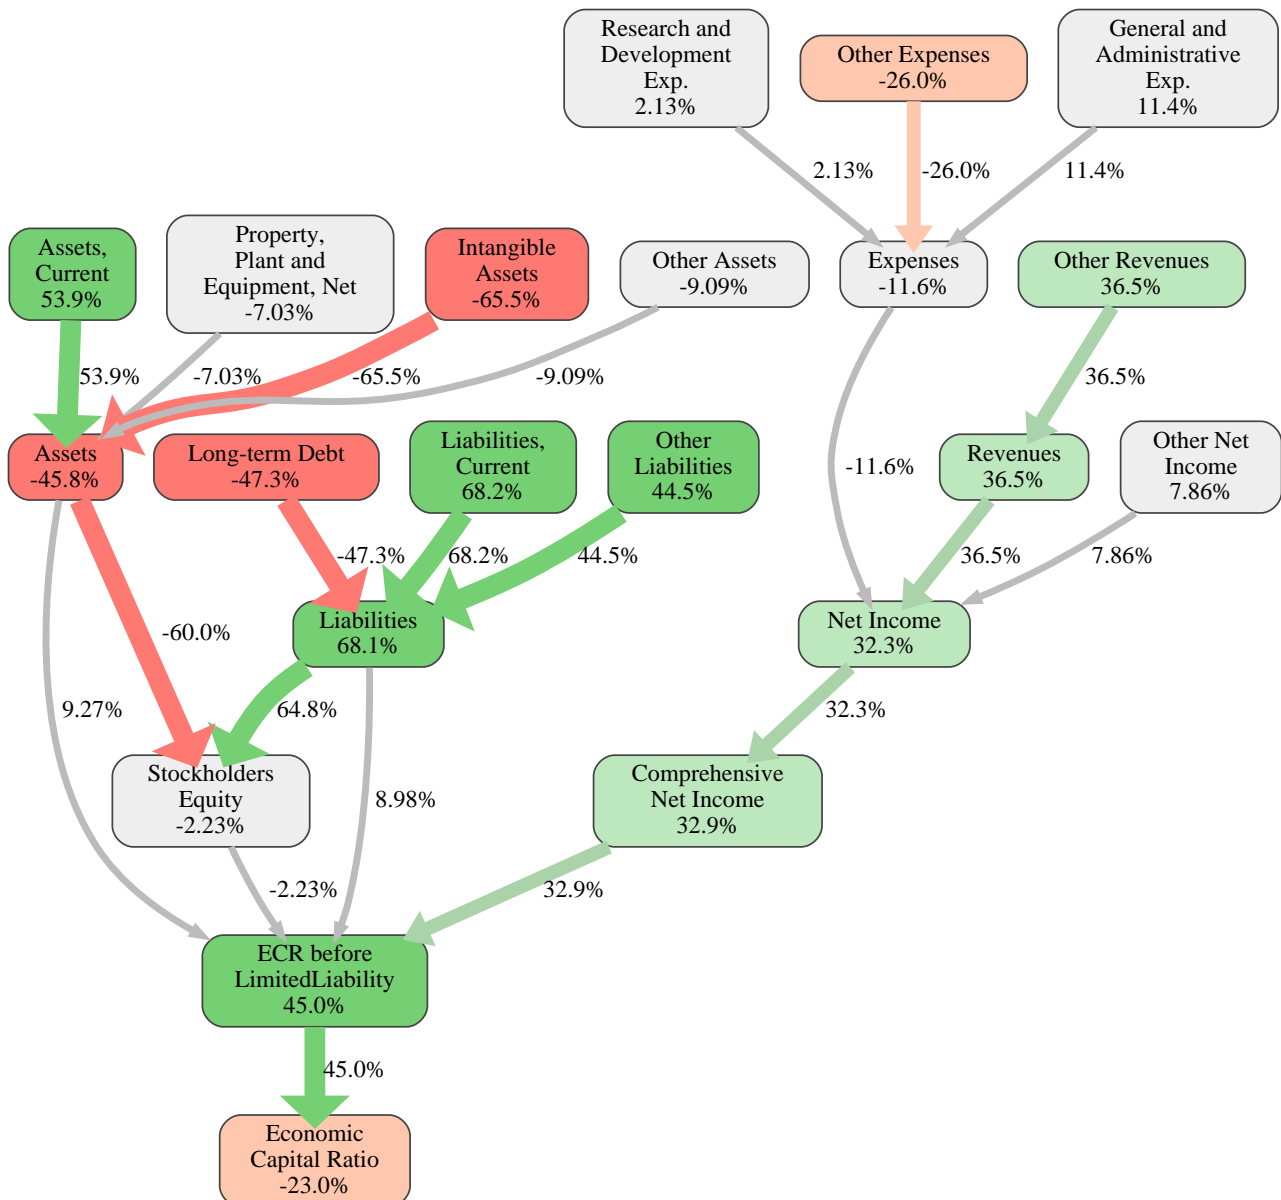 Research and
Development
Exp.
2.13%
Other Expenses
-26.0%
General and
Administrative
Exp.
11.4%
2.13%
-26.0%
11.4%
Assets,
Current
53.9%
Property,
Plant and
Equipment, Net
-7.03%
Intangible
Assets
-65.5%
Other Assets
-9.09%
Expenses
-11.6%
Other Revenues
36.5%
53.9%
-7.03%
-65.5%
-9.09%
36.5%
Assets
-45.8%
Long-term Debt
-47.3%
Liabilities,
Current
68.2%
Other
Liabilities
44.5%
-11.6%
Revenues
36.5%
Other Net
Income
7.86%
-47.3%
68.2%
44.5%
36.5%
7.86%
-60.0%
Liabilities
68.1%
Net Income
32.3%
9.27%
64.8%
32.3%
Stockholders
Equity
-2.23%
8.98%
Comprehensive
Net Income
32.9%
-2.23%
32.9%
ECR before
LimitedLiability
45.0%
45.0%
Economic
Capital Ratio
-23.0%